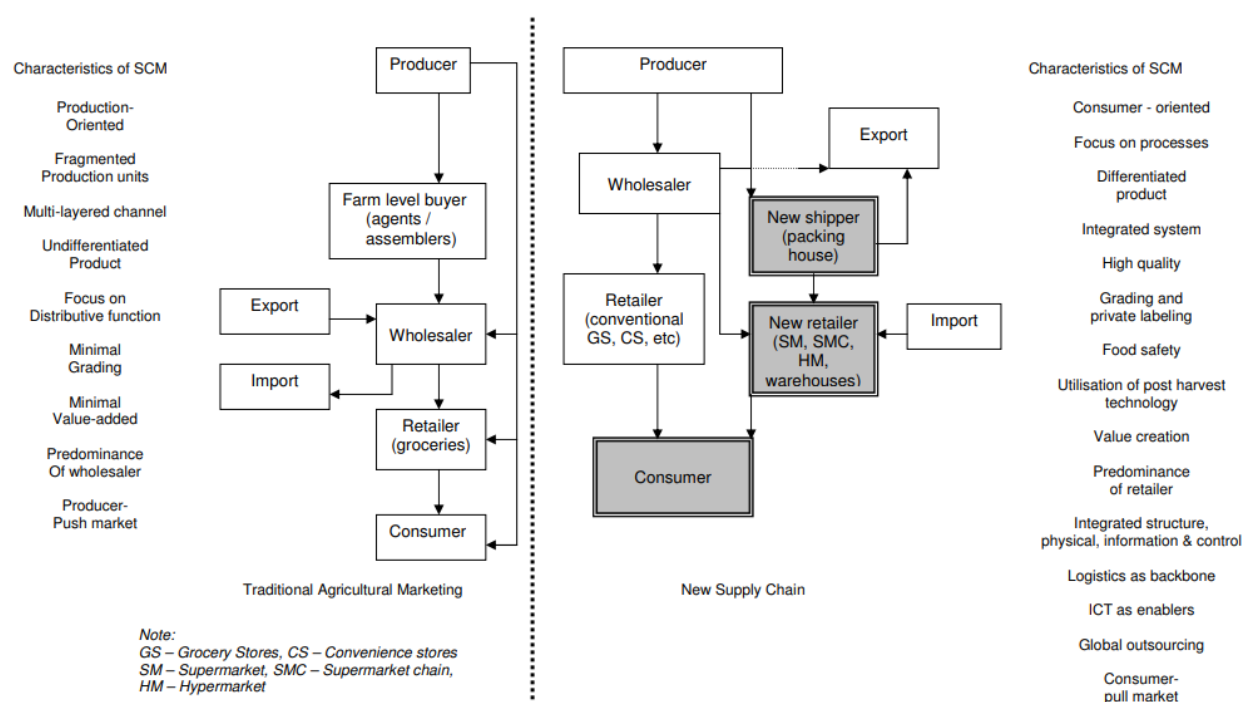 Characteristics of SCM
Production-
Oriented
Fragmented
Production units
Multi-layered channel
Undifferentiated
Product
Focus on
Distributive function
Minimal
Grading
Minimal
Value-added
Predominance
Of wholesaler
Producer-
Push market
Producer
Farm level buyer
(agents /
assemblers)
Export
Wholesaler
Import
Retailer
(groceries)
Consumer
Traditional Agricultural Marketing
Note:
GS – Grocery Stores, CS – Convenience stores
SM – Supermarket, SMC – Supermarket chain,
HM – Hypermarket
Producer
Export
Wholesaler
New shipper
(packing
house)
Retailer
(conventional
GS, CS, etc)
New retailer
(SM, SMC,
HM,
warehouses)
Import
Consumer
New Supply Chain
Characteristics of SCM
Consumer - oriented
Focus on processes
Differentiated
product
Integrated system
High quality
Grading and
private labeling
Food safety
Utilisation of post harvest
technology
Value creation
Predominance
of retailer
Integrated structure,
physical, information & control
Logistics as backbone
ICT as enablers
Global outsourcing
Consumer-
pull market